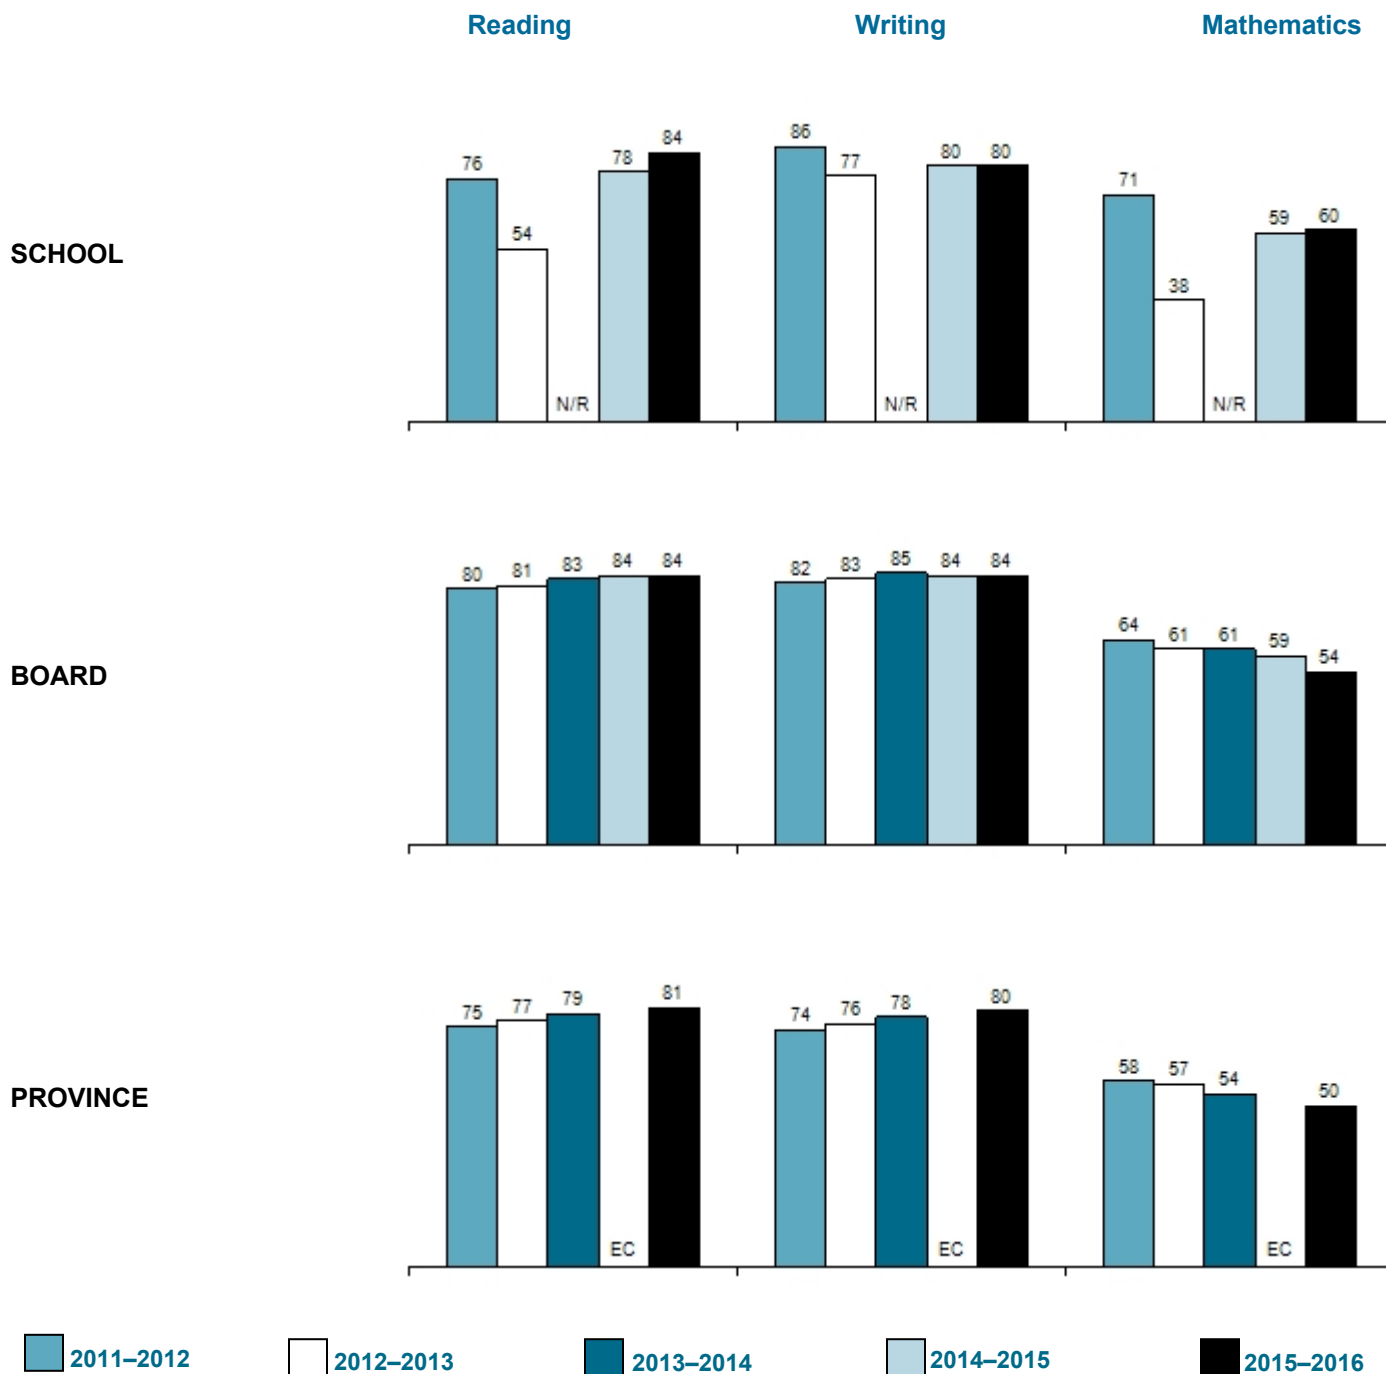 Reading Writing Mathematics
SCHOOL
76 54 N/R 78 84
86 77 N/R 80 80
71 38 N/R 59 60
BOARD
80 81 83 84 84
82 83 85 84 84
64 61 61 59 54
PROVINCE
75 77 79 EC 81
74 76 78 EC 80
58 57 54 EC 50
2011–2012 2012–2013 2013–2014 2014–2015 2015–2016